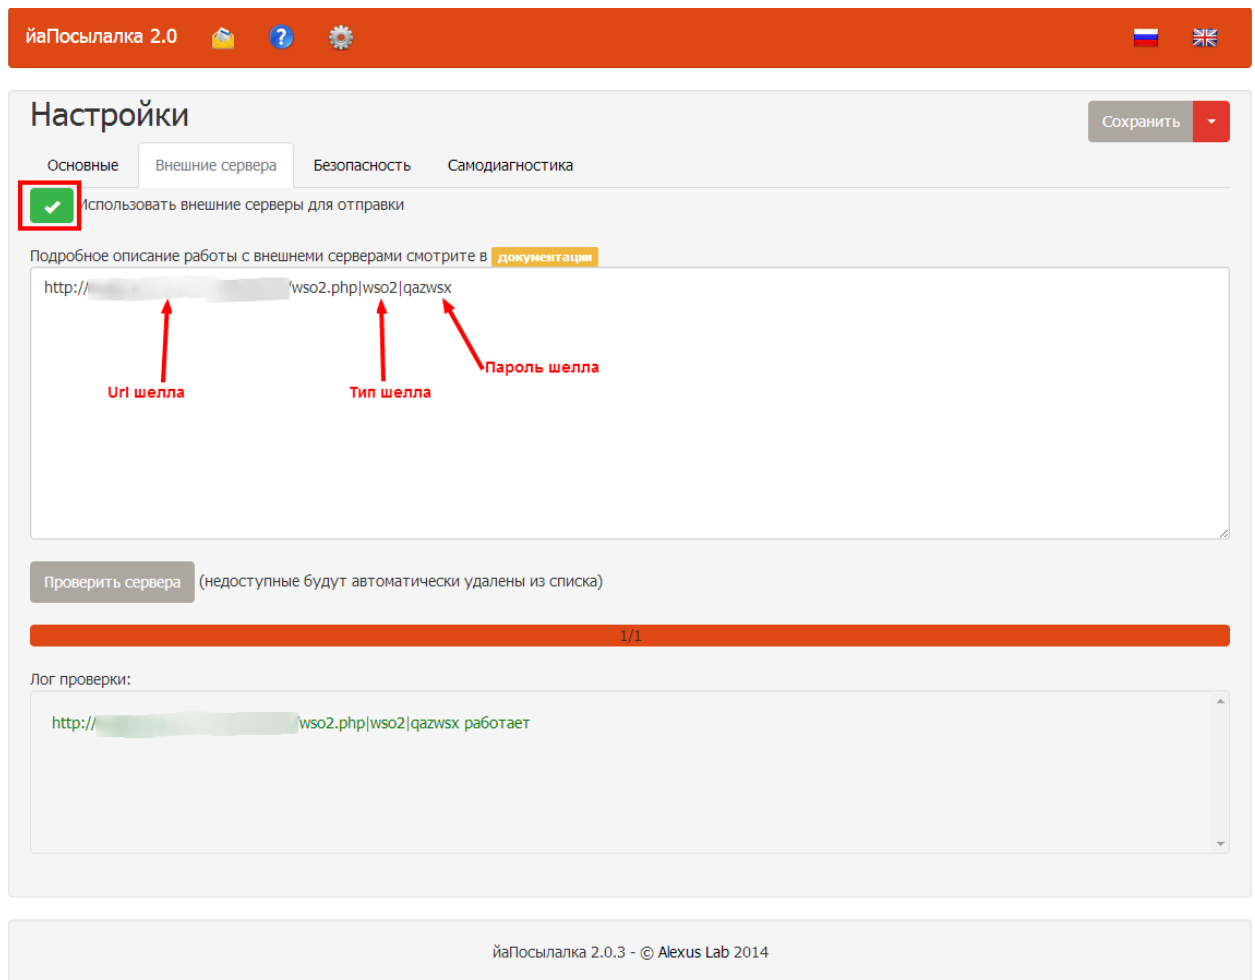 йаПосылалка 2.0
Настройки
Сохранить
Основные Внешние сервера Безопасность Самодиагностика
Использовать внешние серверы для отправки
Подробное описание работы с внешнеми серверами смотрите в документации
http:// /wso2.php|wso2|qazwsx
Пароль шелла
Url шелла Тип шелла
Проверить сервера (недоступные будут автоматически удалены из списка)
1/1
Лог проверки:
http:// /wso2.php|wso2|qazwsx работает
йаПосылалка 2.0.3 - © Alexus Lab 2014